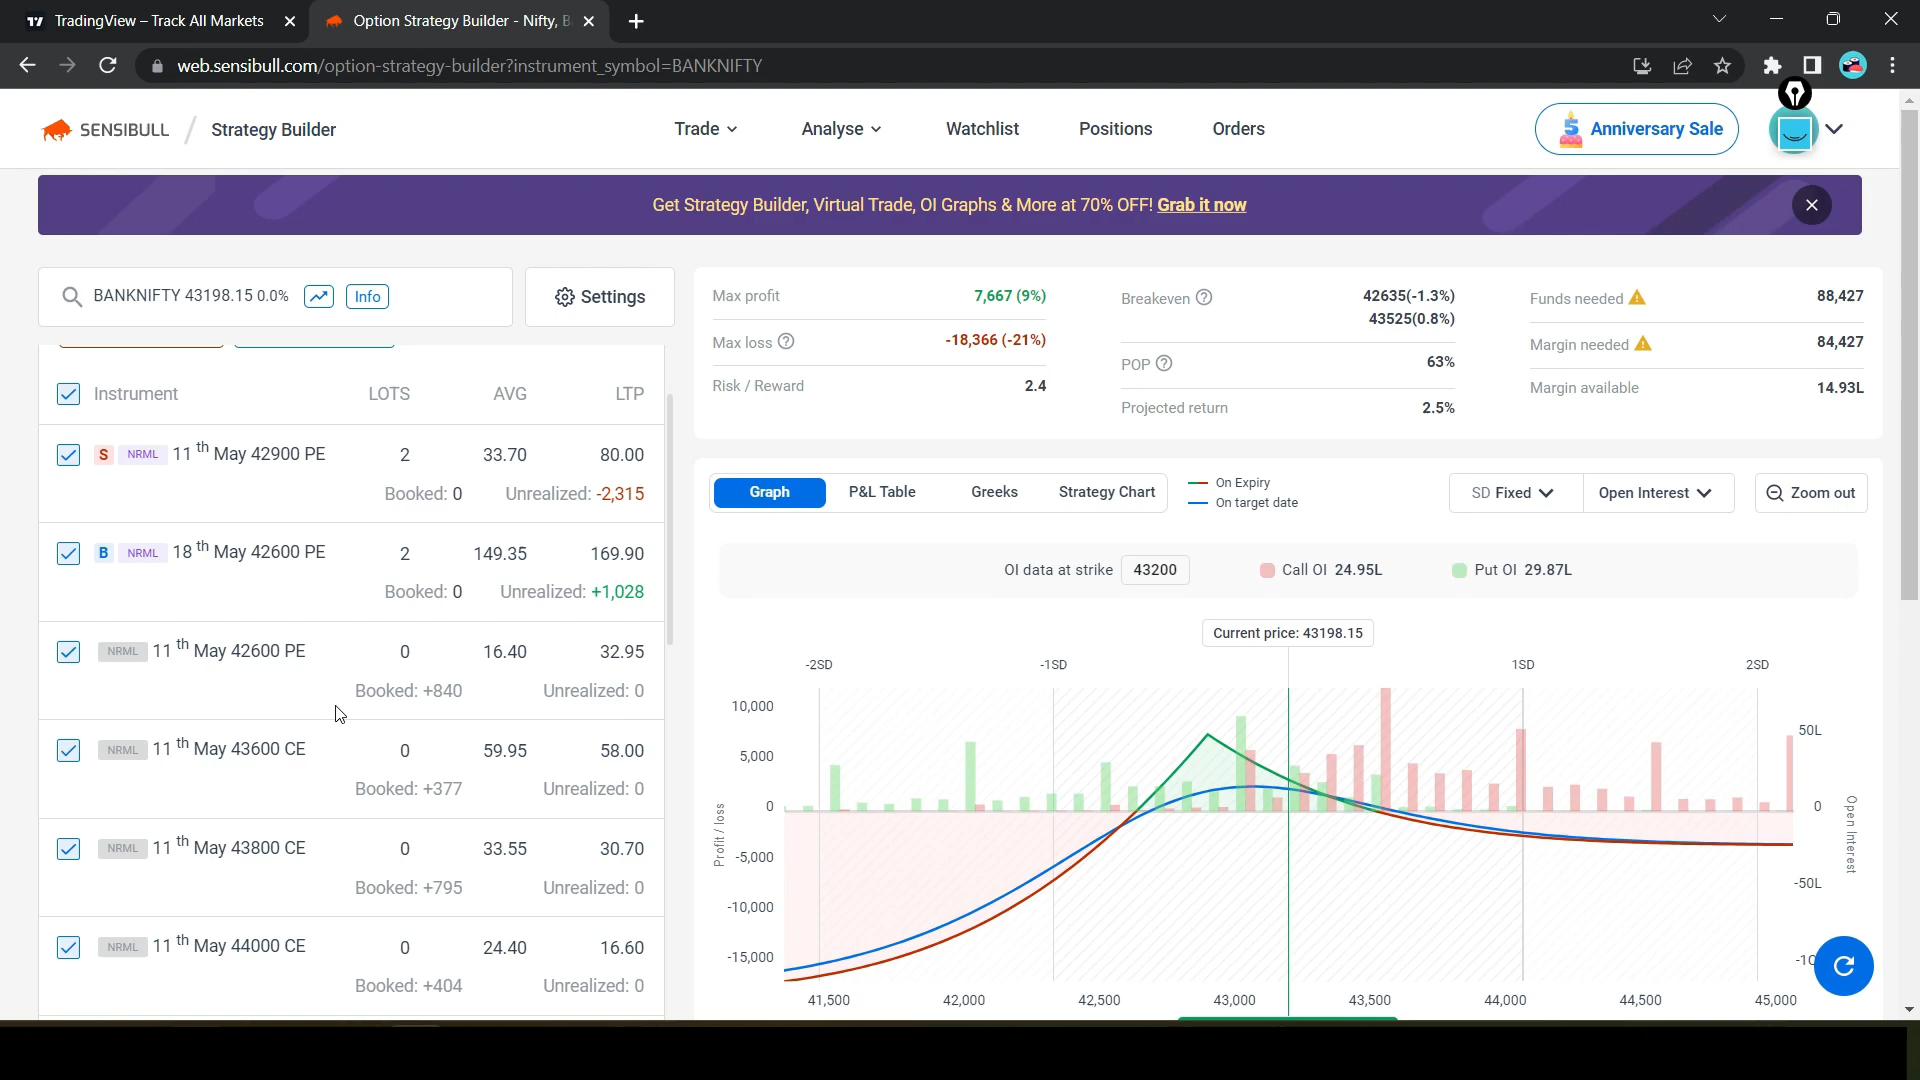 TradingView – Track All Markets
Option Strategy Builder - Nifty, B
web.sensibull.com/option-strategy-builder?instrument_symbol=BANKNIFTY
SENSIBULL / Strategy Builder
Trade
Analyse
Watchlist
Positions
Orders
5 Anniversary Sale
Get Strategy Builder, Virtual Trade, OI Graphs & More at 70% OFF! Grab it now
BANKNIFTY 43198.15 0.0%
Info
Settings
Instrument LOTS AVG LTP
S NRML 11 th May 42900 PE 2 33.70 80.00
Booked: 0 Unrealized: -2,315
B NRML 18 th May 42600 PE 2 149.35 169.90
Booked: 0 Unrealized: +1,028
NRML 11 th May 42600 PE 0 16.40 32.95
Booked: +840 Unrealized: 0
NRML 11 th May 43600 CE 0 59.95 58.00
Booked: +377 Unrealized: 0
NRML 11 th May 43800 CE 0 33.55 30.70
Booked: +795 Unrealized: 0
NRML 11 th May 44000 CE 0 24.40 16.60
Booked: +404 Unrealized: 0
Max profit 7,667 (9%)
Max loss -18,366 (-21%)
Risk / Reward 2.4
Breakeven 42635(-1.3%)
43525(0.8%)
POP 63%
Projected return 2.5%
Funds needed 88,427
Margin needed 84,427
Margin available 14.93L
Graph
P&L Table
Greeks
Strategy Chart
On Expiry
On target date
SD Fixed
Open Interest
Zoom out
OI data at strike 43200 Call OI 24.95L Put OI 29.87L
Current price: 43198.15
-2SD -1SD 1SD 2SD
10,000
5,000
0
-5,000
-10,000
-15,000
Profit / loss
50L
0
-50L
-10
Open Interest
41,500 42,000 42,500 43,000 43,500 44,000 44,500 45,000